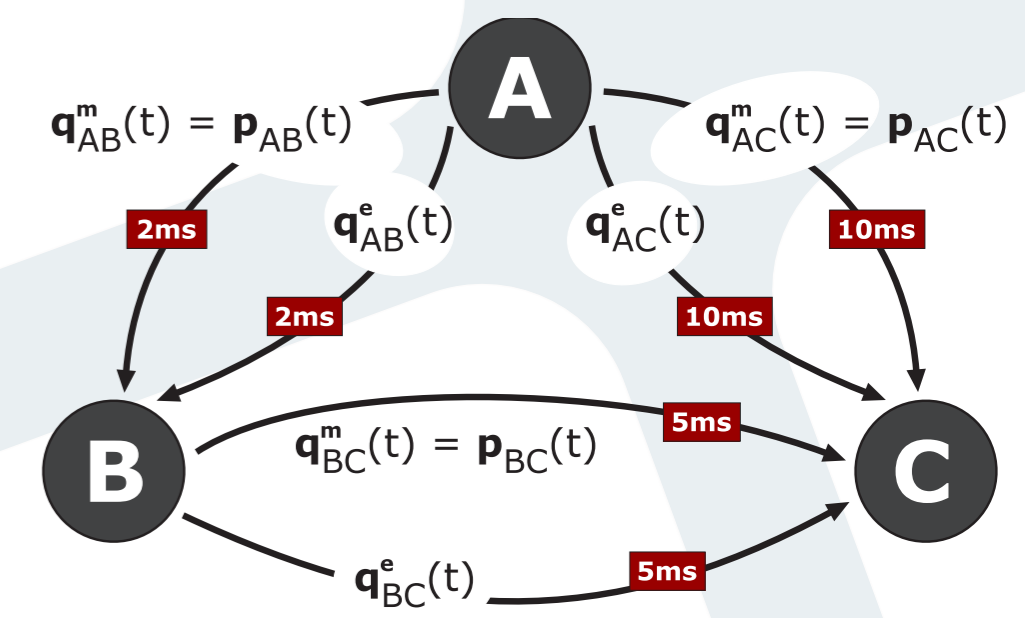 A
q^m_AB(t) = p_AB(t)
q^m_AC(t) = p_AC(t)
q^e_AB(t)
q^e_AC(t)
2ms
10ms
2ms
10ms
5ms
q^m_BC(t) = p_BC(t)
B
C
q^e_BC(t)
5ms